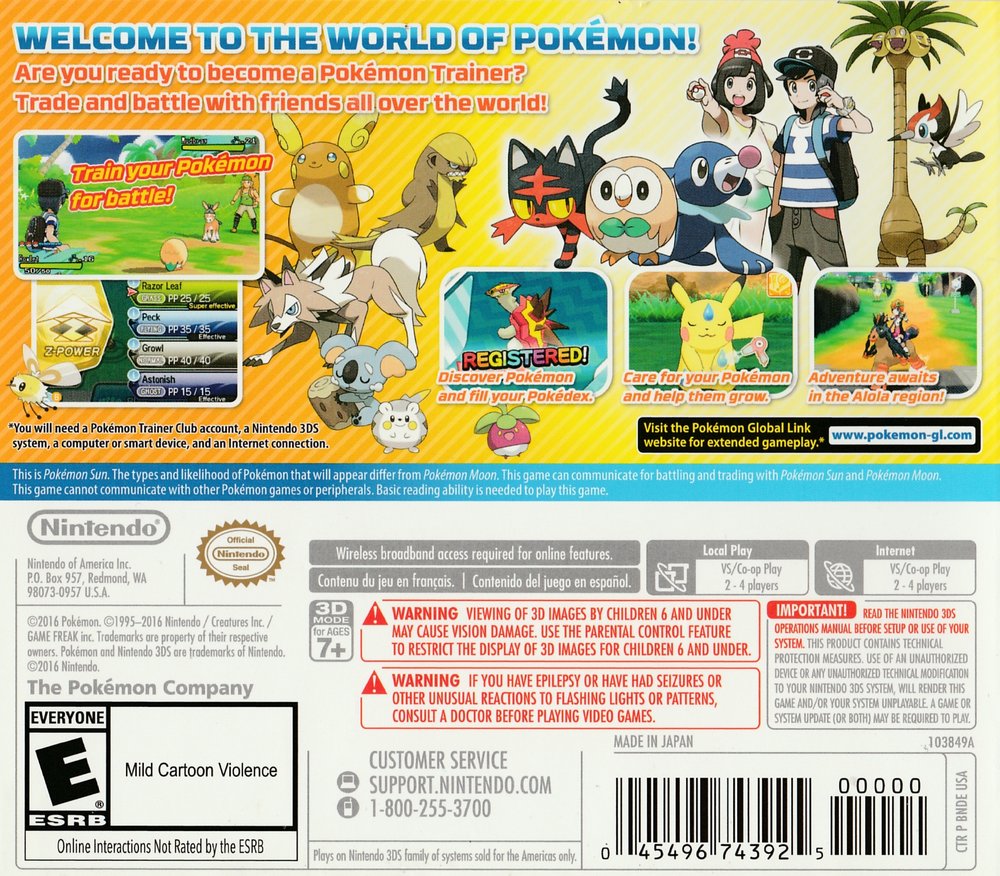 WELCOME TO THE WORLD OF POKÉMON!
Are you ready to become a Pokémon Trainer?
Trade and battle with friends all over the world!
Train your Pokémon
for battle!
Rowlet
50/50
Razor Leaf
GRASS PP 25/25
Super effective
Peck
FLYING PP 35/35
Effective
Growl
NORMAL PP 40/40
Astonish
GHOST PP 15/15
Effective
Z-POWER
REGISTERED!
Discover Pokémon
and fill your Pokédex.
Care for your Pokémon
and help them grow.
Adventure awaits
in the Alola region!
*You will need a Pokémon Trainer Club account, a Nintendo 3DS
system, a computer or smart device, and an Internet connection.
Visit the Pokémon Global Link
website for extended gameplay.*
www.pokemon-gl.com
This is Pokémon Sun. The types and likelihood of Pokémon that will appear differ from Pokémon Moon. This game can communicate for battling and trading with Pokémon Sun and Pokémon Moon.
This game cannot communicate with other Pokémon games or peripherals. Basic reading ability is needed to play this game.
Nintendo®
Nintendo of America Inc.
P.O. Box 957, Redmond, WA
98073-0957 U.S.A.
Official
Nintendo
Seal
™
Wireless broadband access required for online features.
Contenu du jeu en français. | Contenido del juego en español.
Local Play
VS/Co-op Play
2 - 4 players
Internet
VS/Co-op Play
2 - 4 players
©2016 Pokémon. ©1995–2016 Nintendo / Creatures Inc. /
GAME FREAK inc. Trademarks are property of their respective
owners. Pokémon and Nintendo 3DS are trademarks of Nintendo.
©2016 Nintendo.
The Pokémon Company
3D
MODE
for AGES
7+
WARNING VIEWING OF 3D IMAGES BY CHILDREN 6 AND UNDER
MAY CAUSE VISION DAMAGE. USE THE PARENTAL CONTROL FEATURE
TO RESTRICT THE DISPLAY OF 3D IMAGES FOR CHILDREN 6 AND UNDER.
WARNING IF YOU HAVE EPILEPSY OR HAVE HAD SEIZURES OR
OTHER UNUSUAL REACTIONS TO FLASHING LIGHTS OR PATTERNS,
CONSULT A DOCTOR BEFORE PLAYING VIDEO GAMES.
IMPORTANT! READ THE NINTENDO 3DS
OPERATIONS MANUAL BEFORE SETUP OR USE OF YOUR
SYSTEM. THIS PRODUCT CONTAINS TECHNICAL
PROTECTION MEASURES. USE OF AN UNAUTHORIZED
DEVICE OR ANY UNAUTHORIZED TECHNICAL MODIFICATION
TO YOUR NINTENDO 3DS SYSTEM, WILL RENDER THIS
GAME AND/OR YOUR SYSTEM UNPLAYABLE. A GAME OR
SYSTEM UPDATE (OR BOTH) MAY BE REQUIRED TO PLAY.
EVERYONE
E
®
ESRB
Mild Cartoon Violence
Online Interactions Not Rated by the ESRB
CUSTOMER SERVICE
SUPPORT.NINTENDO.COM
1-800-255-3700
Plays on Nintendo 3DS family of systems sold for the Americas only.
MADE IN JAPAN
103849A
0 45496 74392 5
00000
CTR P BNDE USA